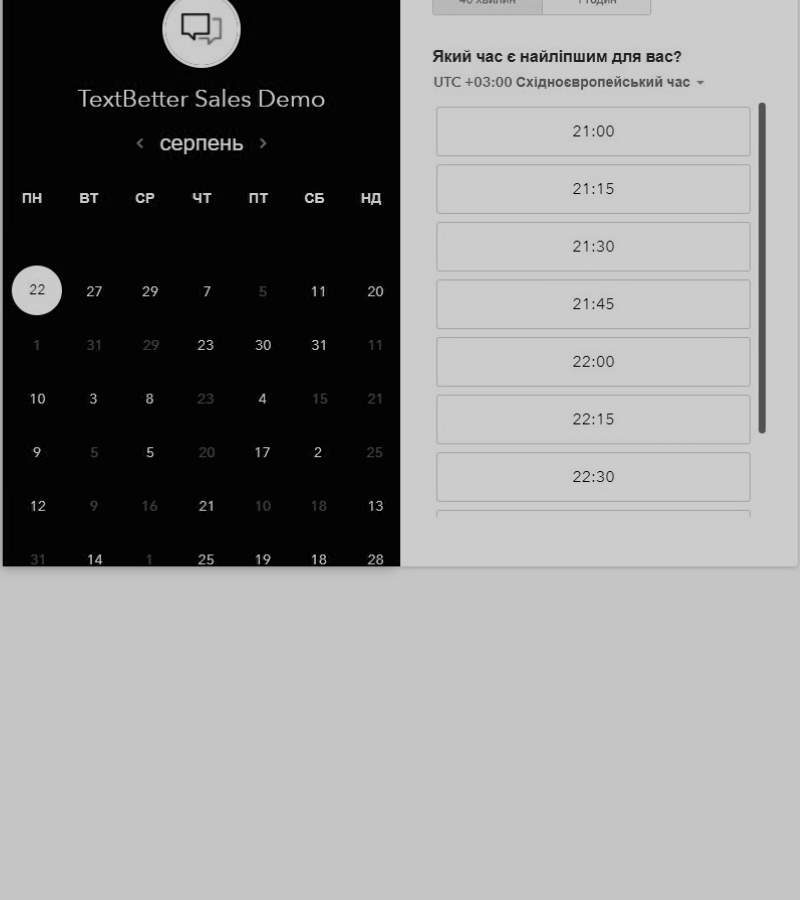 TextBetter Sales Demo
серпень
ПН ВТ СР ЧТ ПТ СБ НД
22 27 29 7 5 11 20
1 31 29 23 30 31 11
10 3 8 23 4 15 21
9 5 5 20 17 2 25
12 9 16 21 10 18 13
31 14 1 25 19 18 28
Який час є найліпшим для вас?
UTC +03:00 Східноєвропейський час
21:00
21:15
21:30
21:45
22:00
22:15
22:30